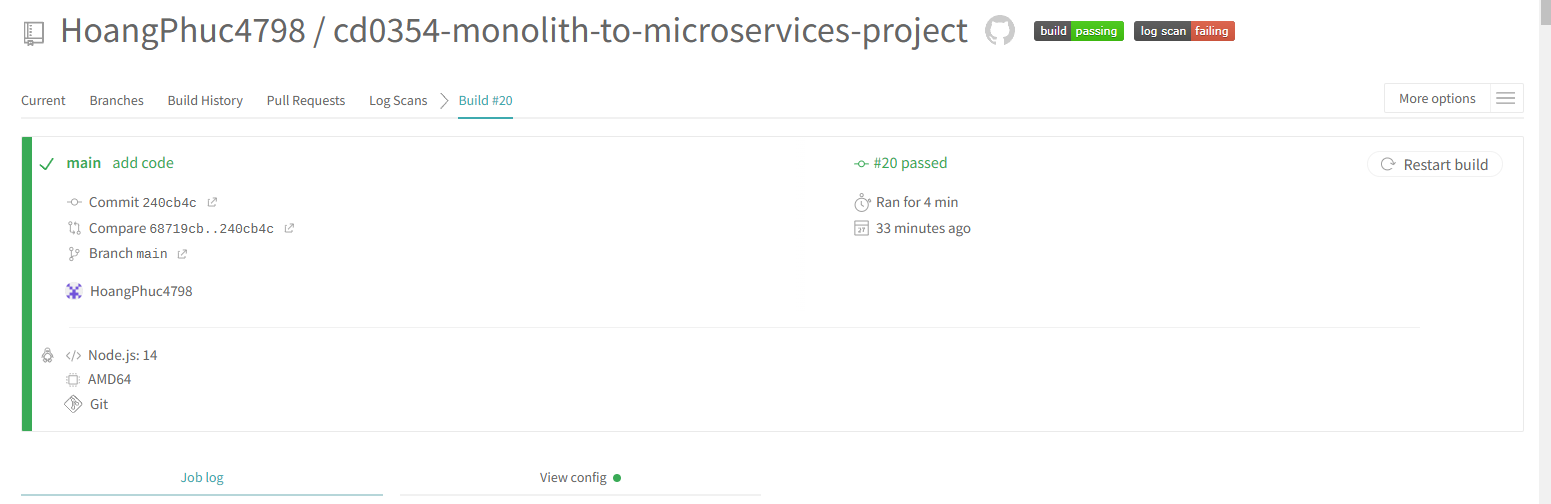 HoangPhuc4798 / cd0354-monolith-to-microservices-project build passing log scan failing
Current Branches Build History Pull Requests Log Scans Build #20 More options
main add code #20 passed Restart build
Commit 240cb4c Ran for 4 min
Compare 68719cb..240cb4c 33 minutes ago
Branch main
HoangPhuc4798
</> Node.js: 14
AMD64
Git
Job log View config